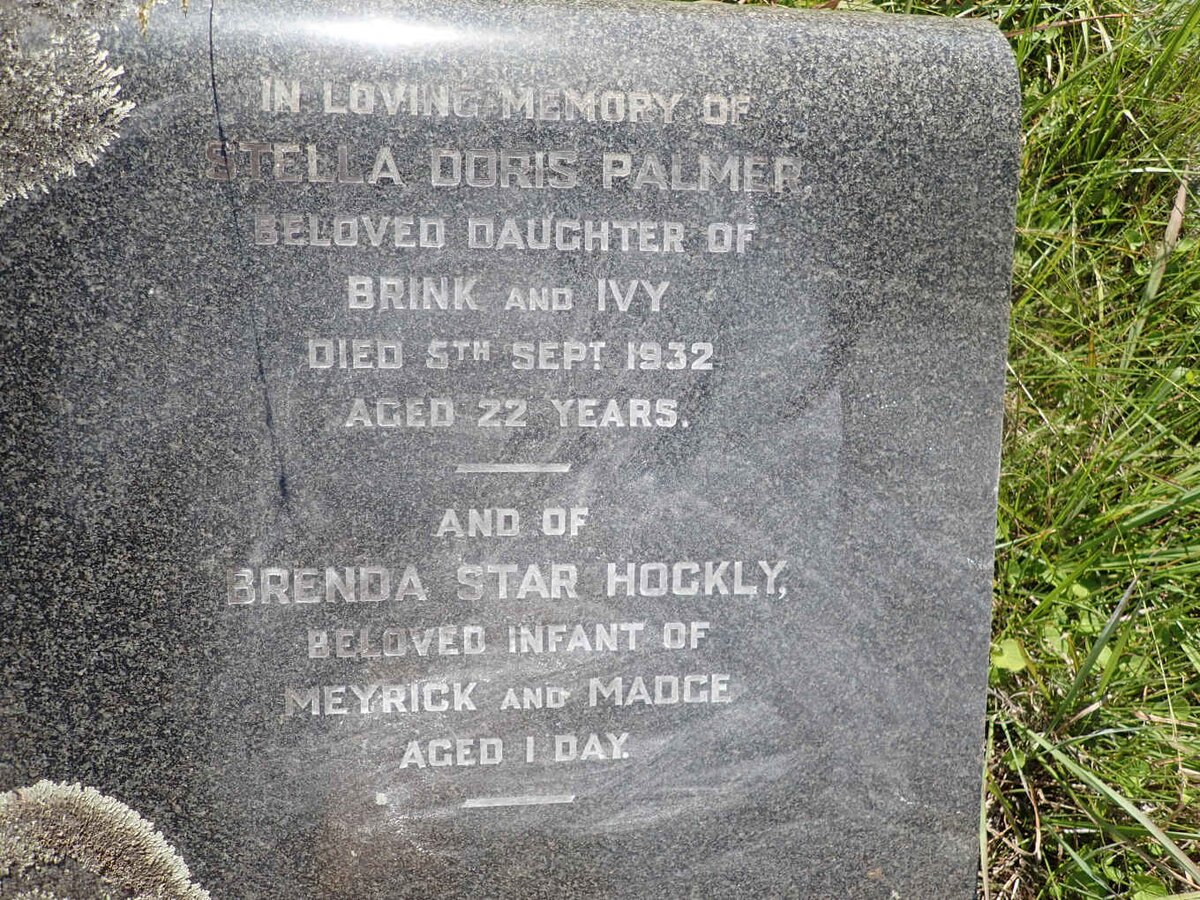 IN LOVING MEMORY OF
STELLA DORIS PALMER,
BELOVED DAUGHTER OF
BRINK AND IVY
DIED 5TH SEPT 1932
AGED 22 YEARS.
AND OF
BRENDA STAR HOCKLY,
BELOVED INFANT OF
MEYRICK AND MADGE
AGED 1 DAY.